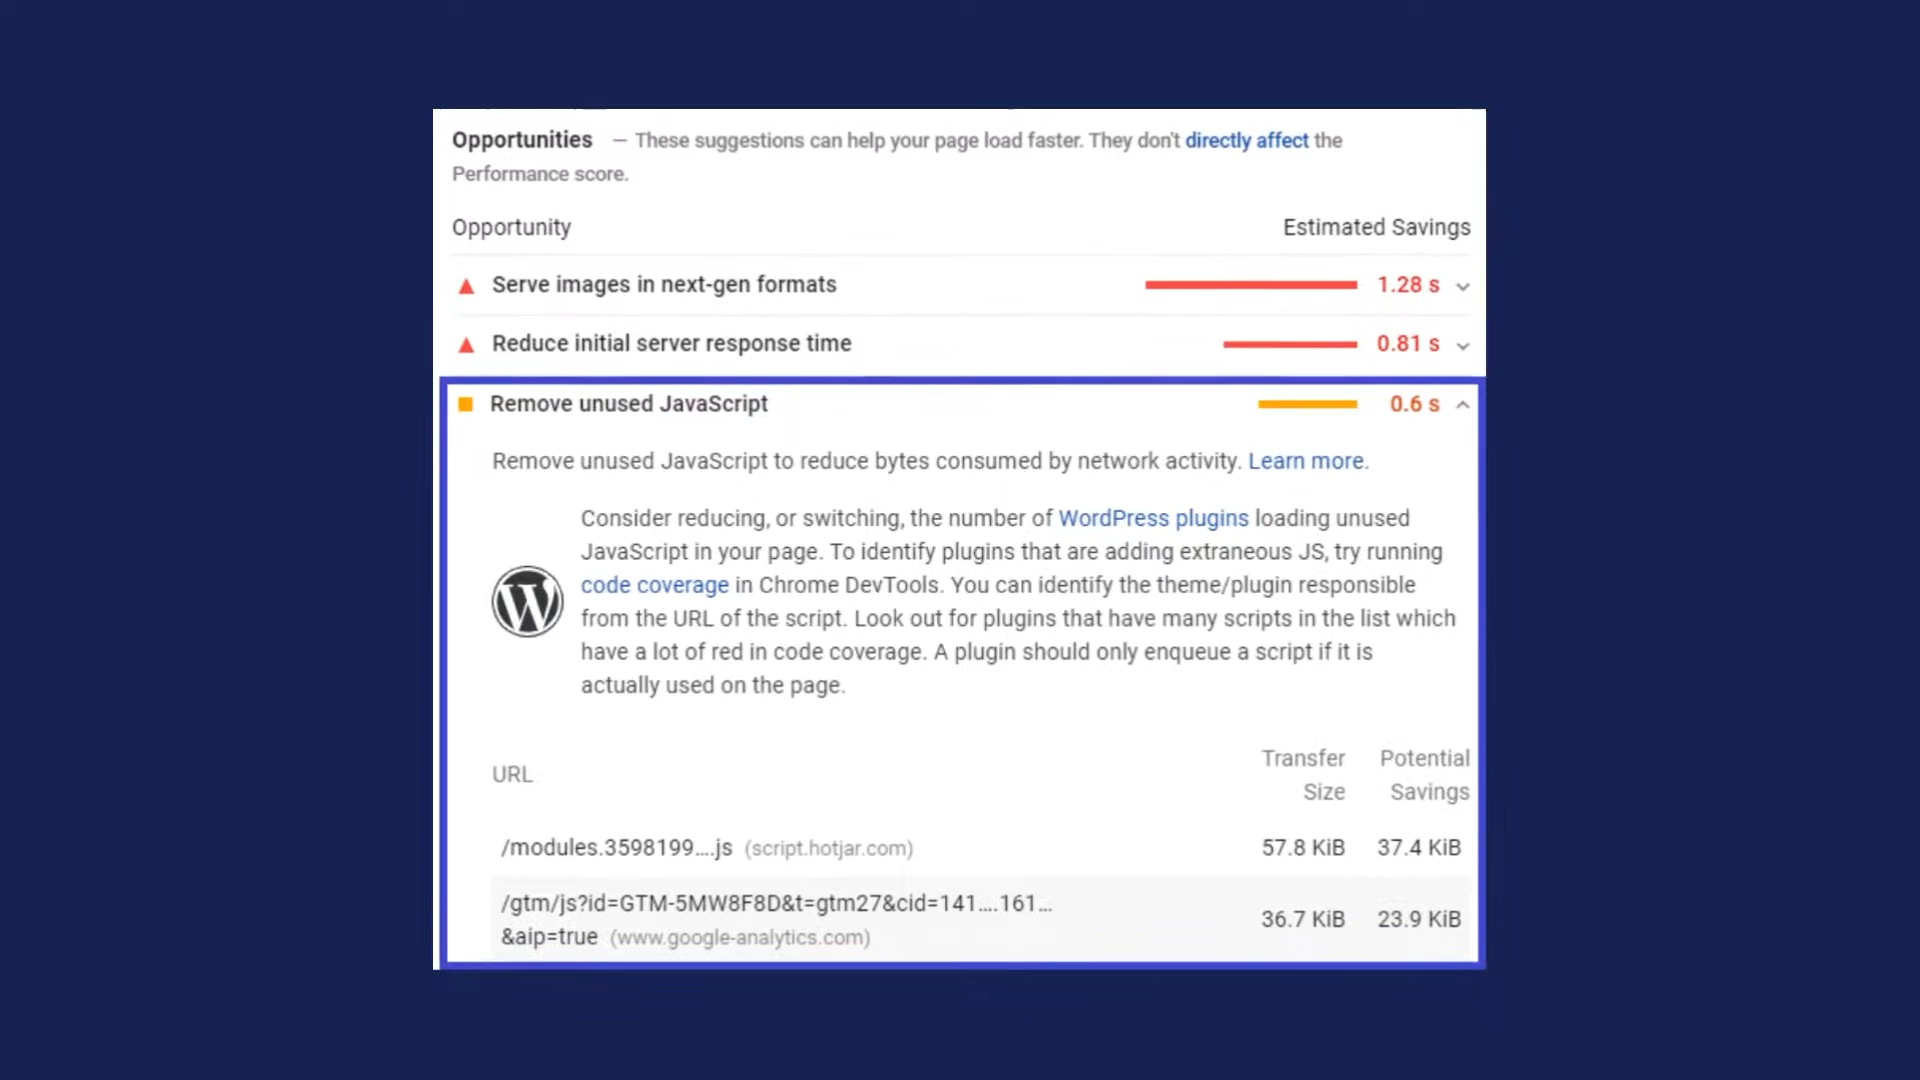 Opportunities — These suggestions can help your page load faster. They don't directly affect the
Performance score.
Opportunity Estimated Savings
Serve images in next-gen formats 1.28 s
Reduce initial server response time 0.81 s
Remove unused JavaScript 0.6 s
Remove unused JavaScript to reduce bytes consumed by network activity. Learn more.
Consider reducing, or switching, the number of WordPress plugins loading unused
JavaScript in your page. To identify plugins that are adding extraneous JS, try running
code coverage in Chrome DevTools. You can identify the theme/plugin responsible
from the URL of the script. Look out for plugins that have many scripts in the list which
have a lot of red in code coverage. A plugin should only enqueue a script if it is
actually used on the page.
URL Transfer Size Potential Savings
/modules.3598199....js (script.hotjar.com) 57.8 KiB 37.4 KiB
/gtm/js?id=GTM-5MW8F8D&t=gtm27&cid=141....161...
&aip=true (www.google-analytics.com) 36.7 KiB 23.9 KiB